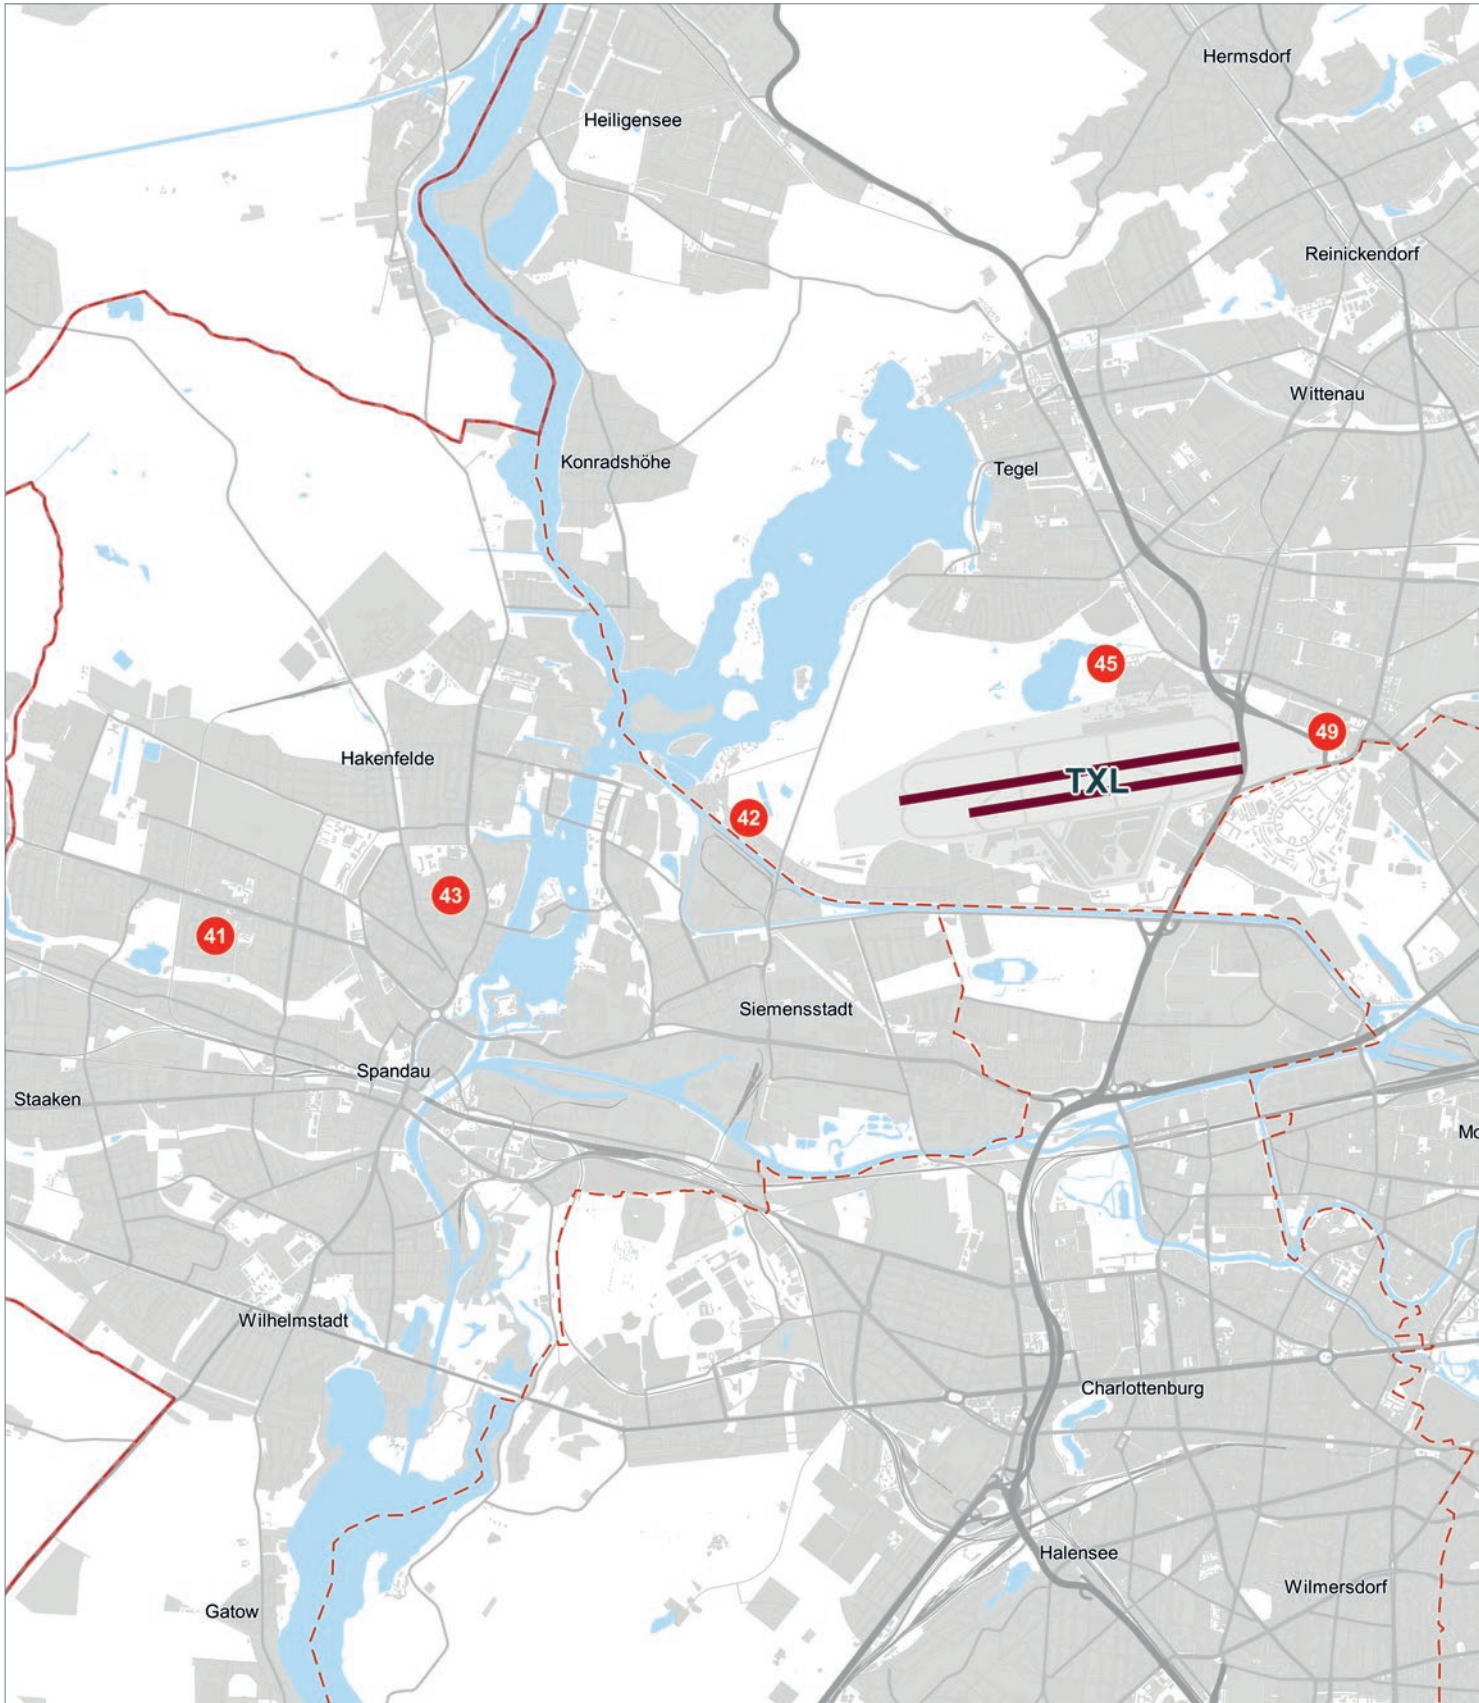 Hermsdorf
Heiligensee
Reinickendorf
Wittenau
Konradshöhe
Tegel
45
49
Hakenfelde
TXL
42
43
41
Siemensstadt
Spandau
Staaken
Mo
Wilhelmstadt
Charlottenburg
Halensee
Wilmersdorf
Gatow